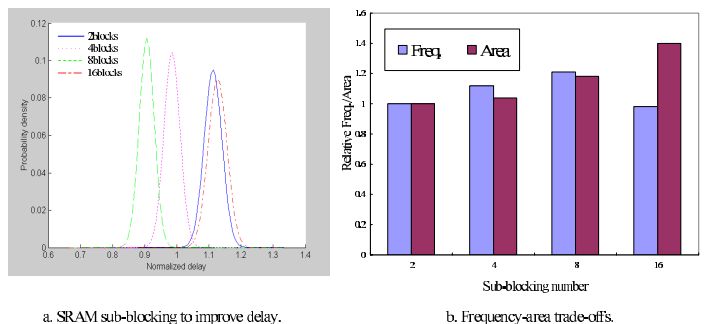 0.12
0.1
0.08
0.06
0.04
0.02
0
Probability density
2blocks
4blocks
8blocks
16blocks
0.6 0.7 0.8 0.9 1 1.1 1.2 1.3 1.4
Normalized delay
a. SRAM sub-blocking to improve delay.
1.6
1.4
1.2
1
0.8
0.6
0.4
0.2
0
Relative Freq./Area
Freq. Area
2 4 8 16
Sub-blocking number
b. Frequency-area trade-offs.